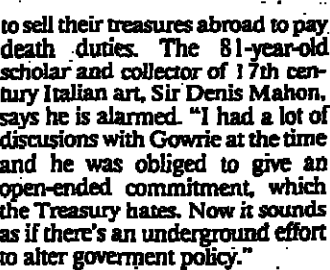 to sell their treasures abroad to pay
death duties. The 81-year-old
scholar and collector of 17th cen-
tury Italian art, Sir Denis Mahon,
says he is alarmed. "I had a lot of
discusions with Gowrie at the time
and he was obliged to give an
open-ended commitment, which
the Treasury hates. Now it sounds
as if there's an underground effort
to alter goverment policy."